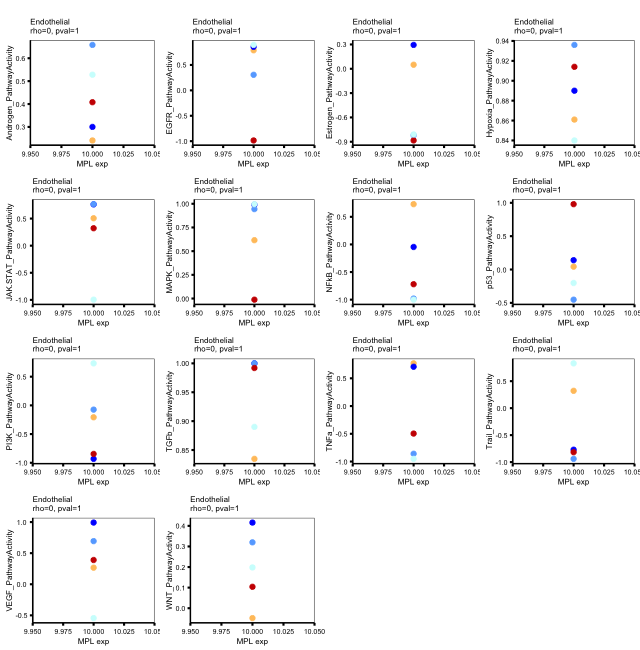 Endothelial
rho=0, pval=1
Androgen_PathwayActivity
0.6
0.5
0.4
0.3
9.950 9.975 10.000 10.025 10.05
MPL exp
Endothelial
rho=0, pval=1
EGFR_PathwayActivity
0.5
0.0
-0.5
-1.0
9.950 9.975 10.000 10.025 10.05
MPL exp
Endothelial
rho=0, pval=1
Estrogen_PathwayActivity
0.3
0.0
-0.3
-0.6
-0.9
9.950 9.975 10.000 10.025 10.05
MPL exp
Endothelial
rho=0, pval=1
Hypoxia_PathwayActivity
0.94
0.92
0.90
0.88
0.86
0.84
9.950 9.975 10.000 10.025 10.05
MPL exp
Endothelial
rho=0, pval=1
JAK.STAT_PathwayActivity
0.5
0.0
-0.5
-1.0
9.950 9.975 10.000 10.025 10.05
MPL exp
Endothelial
rho=0, pval=1
MAPK_PathwayActivity
1.00
0.75
0.50
0.25
0.00
9.950 9.975 10.000 10.025 10.05
MPL exp
Endothelial
rho=0, pval=1
NFkB_PathwayActivity
0.5
0.0
-0.5
-1.0
9.950 9.975 10.000 10.025 10.05
MPL exp
Endothelial
rho=0, pval=1
p53_PathwayActivity
1.0
0.5
0.0
-0.5
9.950 9.975 10.000 10.025 10.05
MPL exp
Endothelial
rho=0, pval=1
PI3K_PathwayActivity
0.5
0.0
-0.5
-1.0
9.950 9.975 10.000 10.025 10.05
MPL exp
Endothelial
rho=0, pval=1
TGFb_PathwayActivity
1.00
0.95
0.90
0.85
9.950 9.975 10.000 10.025 10.05
MPL exp
Endothelial
rho=0, pval=1
TNFa_PathwayActivity
0.5
0.0
-0.5
-1.0
9.950 9.975 10.000 10.025 10.05
MPL exp
Endothelial
rho=0, pval=1
Trail_PathwayActivity
0.5
0.0
-0.5
-1.0
9.950 9.975 10.000 10.025 10.05
MPL exp
Endothelial
rho=0, pval=1
VEGF_PathwayActivity
1.0
0.5
0.0
-0.5
9.950 9.975 10.000 10.025 10.05
MPL exp
Endothelial
rho=0, pval=1
WNT_PathwayActivity
0.4
0.3
0.2
0.1
0.0
9.950 9.975 10.000 10.025 10.050
MPL exp